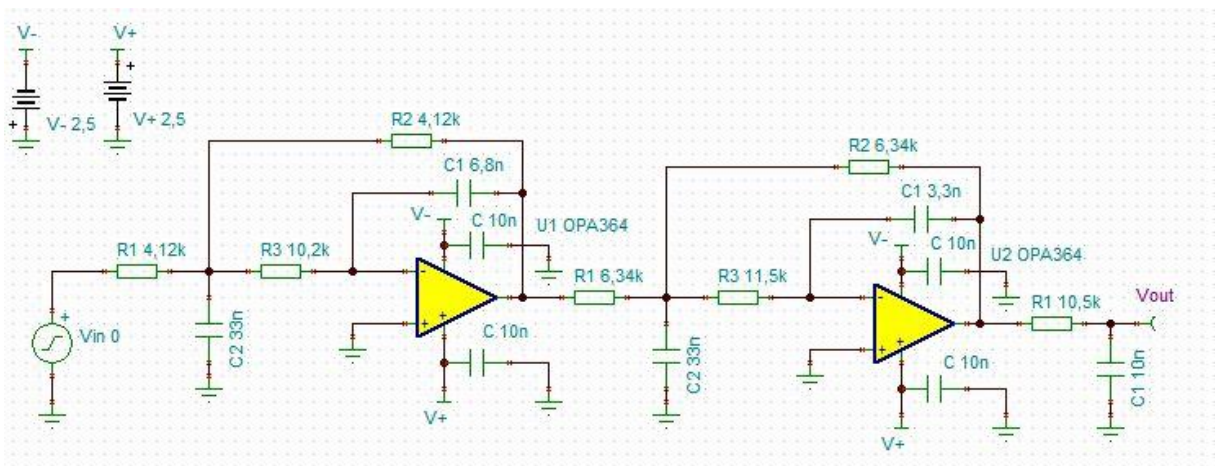 V-
V+
+
+
V- 2,5
V+ 2,5
R2 4,12k
C1 6,8n
V-
C 10n
U1 OPA364
R1 4,12k
R3 10,2k
-
+
+
+
Vin 0
C2 33n
C 10n
V+
R2 6,34k
C1 3,3n
V-
C 10n
U2 OPA364
R1 6,34k
R3 11,5k
-
+
+
C2 33n
C 10n
V+
R1 10,5k
Vout
C1 10n